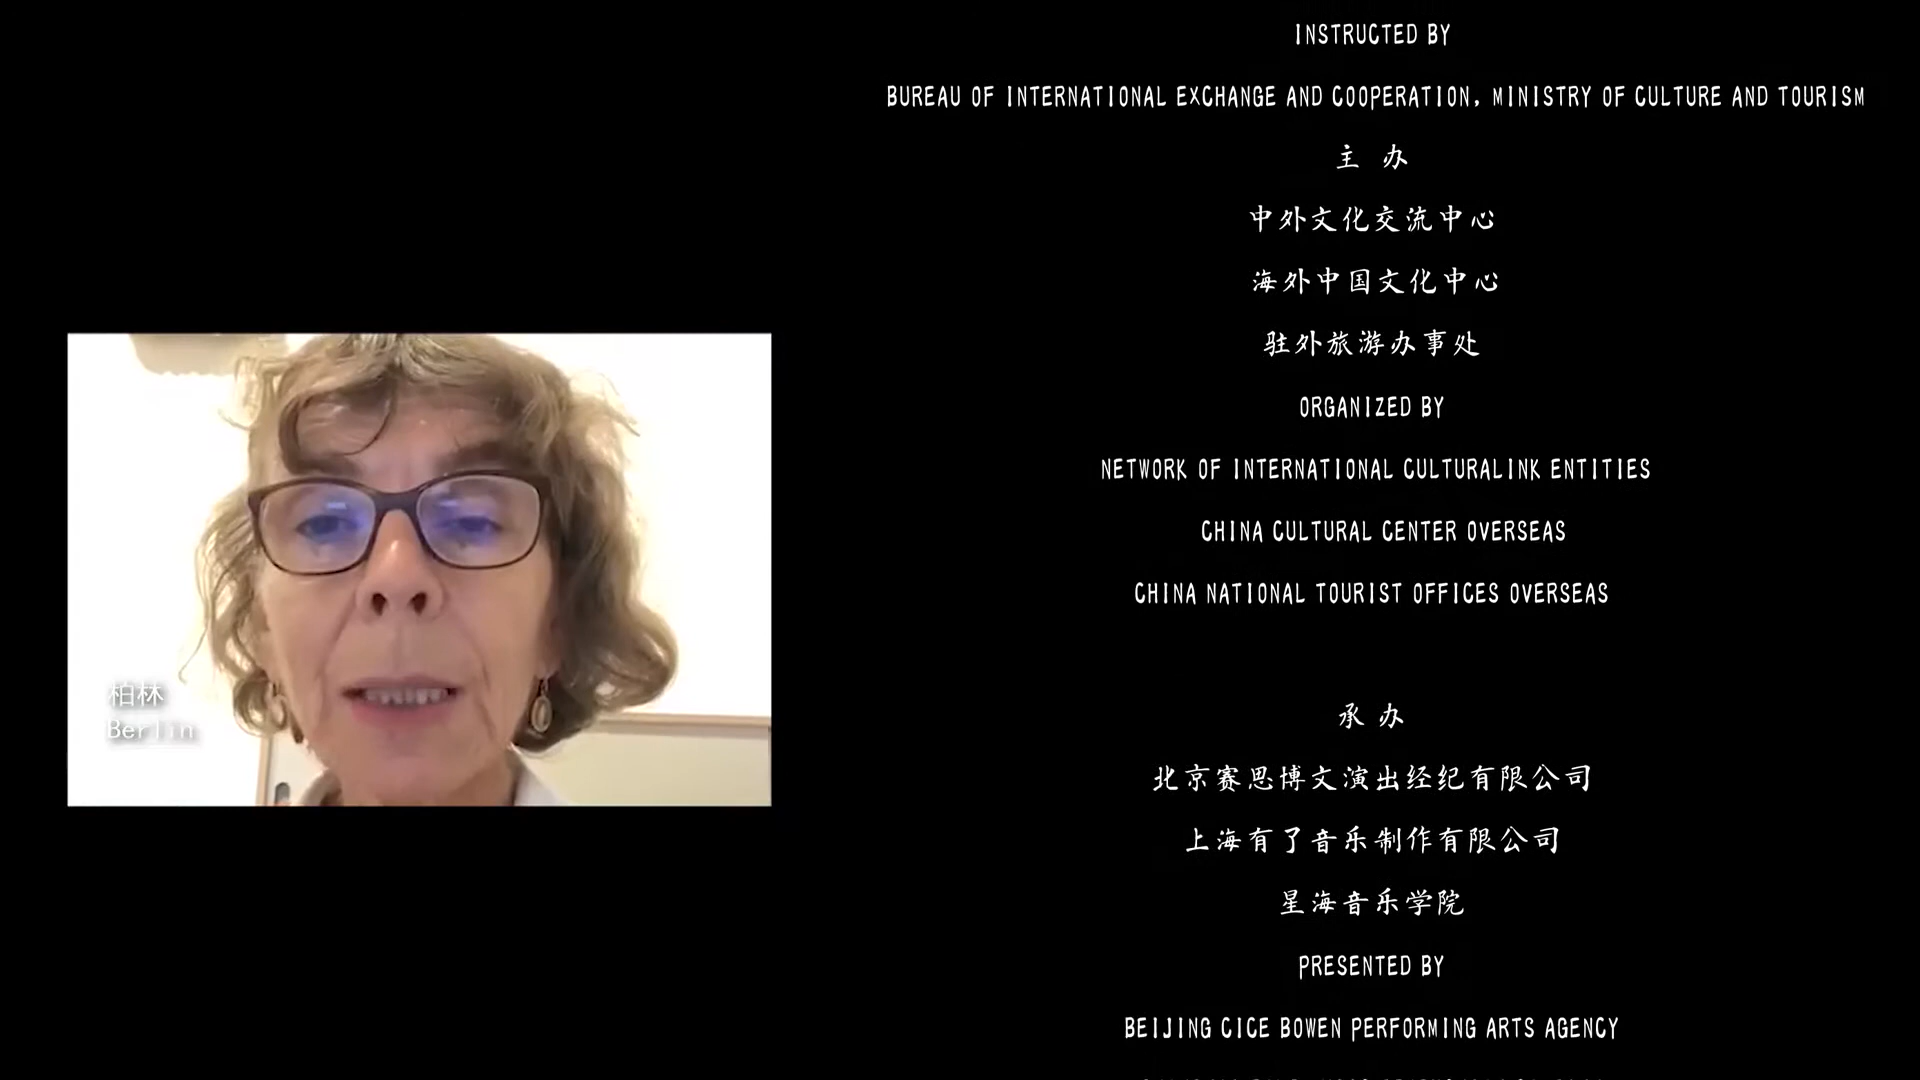 INSTRUCTED BY
BUREAU OF INTERNATIONAL EXCHANGE AND COOPERATION, MINISTRY OF CULTURE AND TOURISM
主 办
中外文化交流中心
海外中国文化中心
驻外旅游办事处
ORGANIZED BY
NETWORK OF INTERNATIONAL CULTURALINK ENTITIES
CHINA CULTURAL CENTER OVERSEAS
CHINA NATIONAL TOURIST OFFICES OVERSEAS
承 办
北京赛思博文演出经纪有限公司
上海有了音乐制作有限公司
星海音乐学院
PRESENTED BY
BEIJING CICE BOWEN PERFORMING ARTS AGENCY
柏林
Berlin